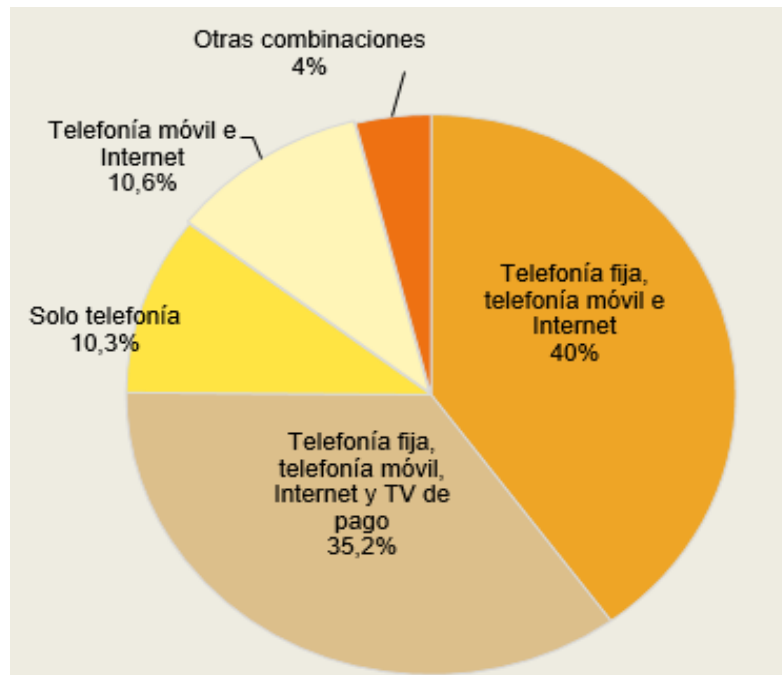 Otras combinaciones
4%
Telefonía móvil e
Internet
10,6%
Solo telefonía
10,3%
Telefonía fija,
telefonía móvil e
Internet
40%
Telefonía fija,
telefonía móvil,
Internet y TV de
pago
35,2%